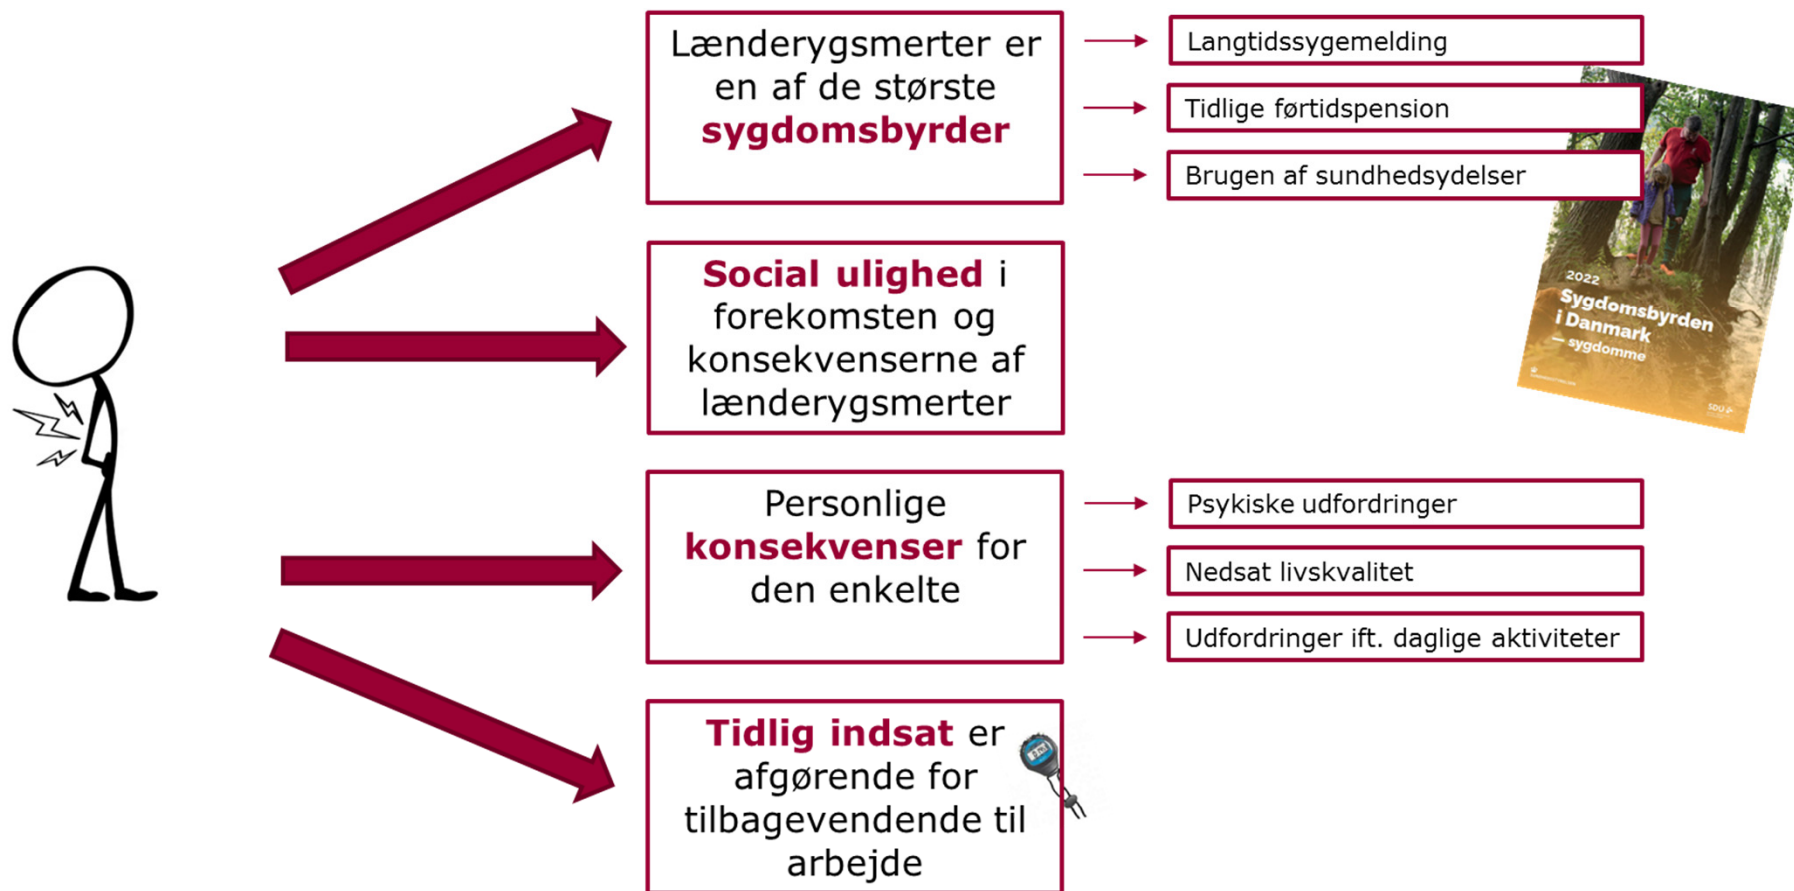 Lænderygsmerter er
en af de største
sygdomsbyrder
Langtidssygemelding
Tidlige førtidspension
Brugen af sundhedsydelser
Social ulighed i
forekomsten og
konsekvenserne af
lænderygsmerter
2022
Sygdomsbyrden
i Danmark
— sygdomme
SDU
Personlige
konsekvenser for
den enkelte
Psykiske udfordringer
Nedsat livskvalitet
Udfordringer ift. daglige aktiviteter
Tidlig indsat er
afgørende for
tilbagevendende til
arbejde